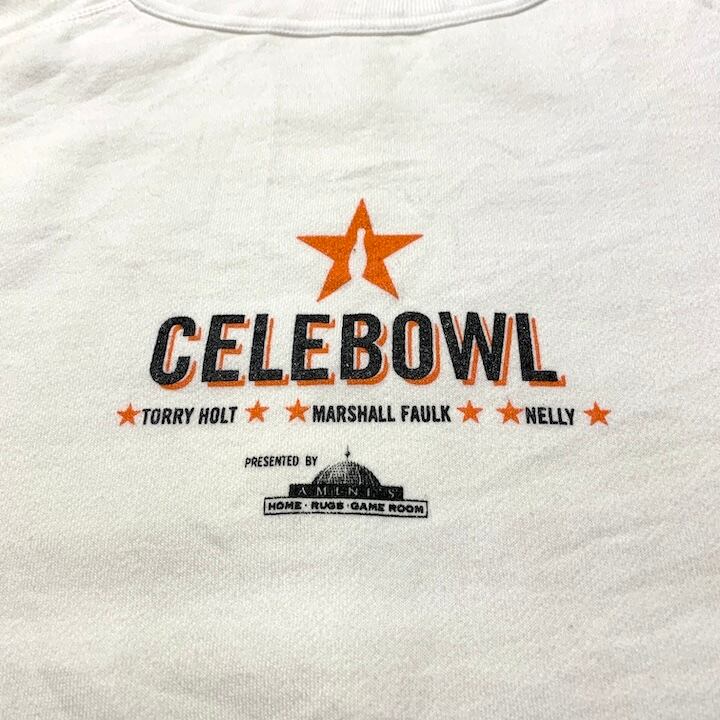 CELEBOWL
TORRY HOLT MARSHALL FAULK NELLY
PRESENTED BY
AMINI'S
HOME · RUGS · GAME ROOM